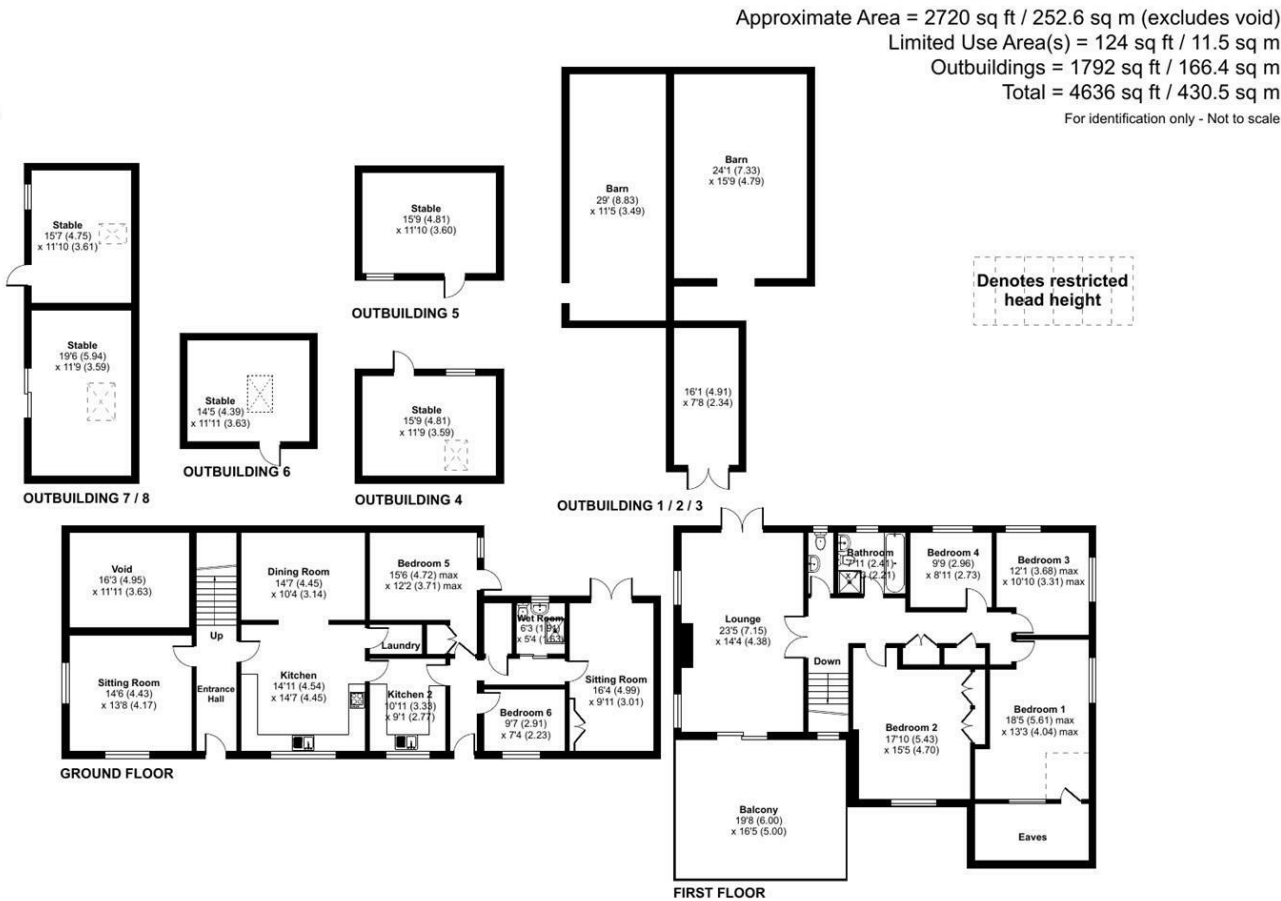 Approximate Area = 2720 sq ft / 252.6 sq m (excludes void)
Limited Use Area(s) = 124 sq ft / 11.5 sq m
Outbuildings = 1792 sq ft / 166.4 sq m
Total = 4636 sq ft / 430.5 sq m
For identification only - Not to scale
Barn
29' (8.83)
x 11'5 (3.49)
Barn
24'1 (7.33)
x 15'9 (4.79)
Stable
15'7 (4.75)
x 11'10 (3.61)
Stable
15'9 (4.81)
x 11'10 (3.60)
OUTBUILDING 5
Denotes restricted
head height
Stable
19'6 (5.94)
x 11'9 (3.59)
OUTBUILDING 7 / 8
Stable
14'5 (4.39)
x 11'11 (3.63)
OUTBUILDING 6
Stable
15'9 (4.81)
x 11'9 (3.59)
OUTBUILDING 4
16'1 (4.91)
x 7'8 (2.34)
OUTBUILDING 1 / 2 / 3
Void
16'3 (4.95)
x 11'11 (3.63)
Dining Room
14'7 (4.45)
x 10'4 (3.14)
Bedroom 5
15'6 (4.72) max
x 12'2 (3.71) max
Wet Room
6'3
x 5'4
Up
Laundry
Sitting Room
14'6 (4.43)
x 13'8 (4.17)
Entrance
Hall
Kitchen
14'11 (4.54)
x 14'7 (4.45)
Kitchen 2
10'11 (3.33)
x 9'1 (2.77)
Bedroom 6
9'7 (2.91)
x 7'4 (2.23)
Sitting Room
16'4 (4.99)
x 9'11 (3.01)
GROUND FLOOR
Lounge
23'5 (7.15)
x 14'4 (4.38)
Bathroom
7'11 (2.41)
(2.21)
Bedroom 4
9'9 (2.96)
x 8'11 (2.73)
Bedroom 3
12'1 (3.68) max
x 10'10 (3.31) max
Down
Bedroom 2
17'10 (5.43)
x 15'5 (4.70)
Bedroom 1
18'5 (5.61) max
x 13'3 (4.04) max
Balcony
19'8 (6.00)
x 16'5 (5.00)
Eaves
FIRST FLOOR